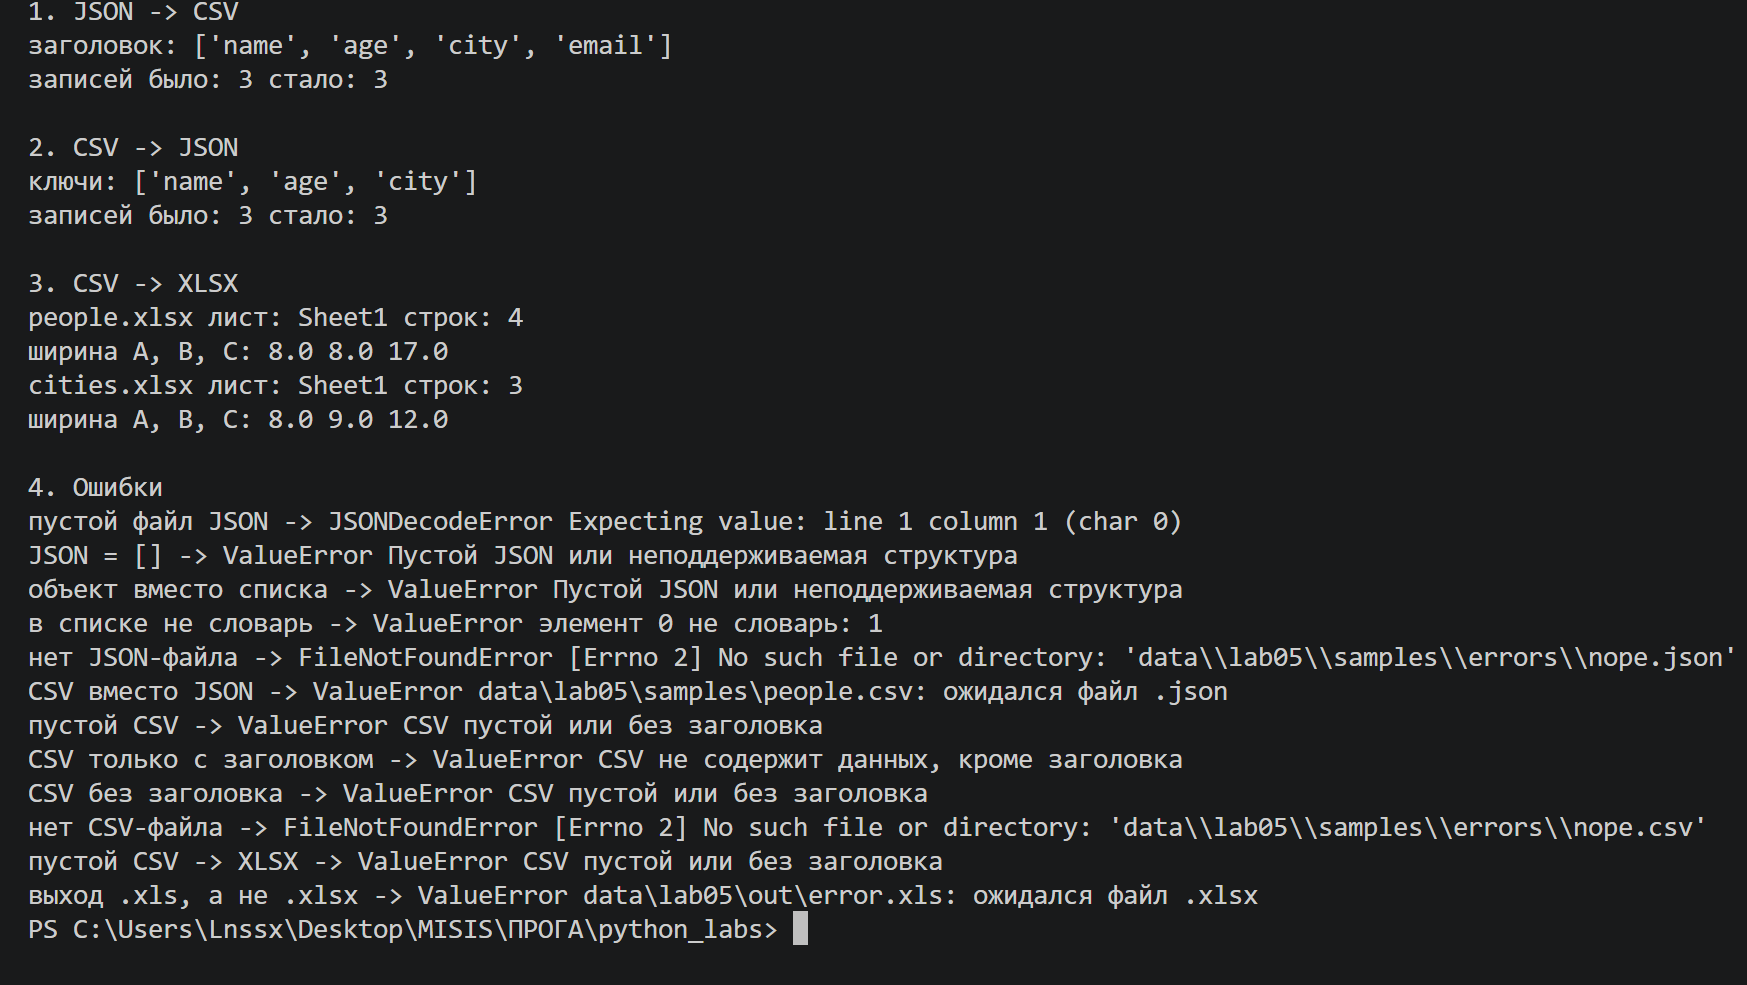 1. JSON -> CSV
заголовок: ['name', 'age', 'city', 'email']
записей было: 3 стало: 3
2. CSV -> JSON
ключи: ['name', 'age', 'city']
записей было: 3 стало: 3
3. CSV -> XLSX
people.xlsx лист: Sheet1 строк: 4
ширина A, B, C: 8.0 8.0 17.0
cities.xlsx лист: Sheet1 строк: 3
ширина A, B, C: 8.0 9.0 12.0
4. Ошибки
пустой файл JSON -> JSONDecodeError Expecting value: line 1 column 1 (char 0)
JSON = [] -> ValueError Пустой JSON или неподдерживаемая структура
объект вместо списка -> ValueError Пустой JSON или неподдерживаемая структура
в списке не словарь -> ValueError элемент 0 не словарь: 1
нет JSON-файла -> FileNotFoundError [Errno 2] No such file or directory: 'data\\lab05\\samples\\errors\\nope.json'
CSV вместо JSON -> ValueError data\lab05\samples\people.csv: ожидался файл .json
пустой CSV -> ValueError CSV пустой или без заголовка
CSV только с заголовком -> ValueError CSV не содержит данных, кроме заголовка
CSV без заголовка -> ValueError CSV пустой или без заголовка
нет CSV-файла -> FileNotFoundError [Errno 2] No such file or directory: 'data\\lab05\\samples\\errors\\nope.csv'
пустой CSV -> XLSX -> ValueError CSV пустой или без заголовка
выход .xls, а не .xlsx -> ValueError data\lab05\out\error.xls: ожидался файл .xlsx
PS C:\Users\Lnssx\Desktop\MISIS\ПРОГА\python_labs>